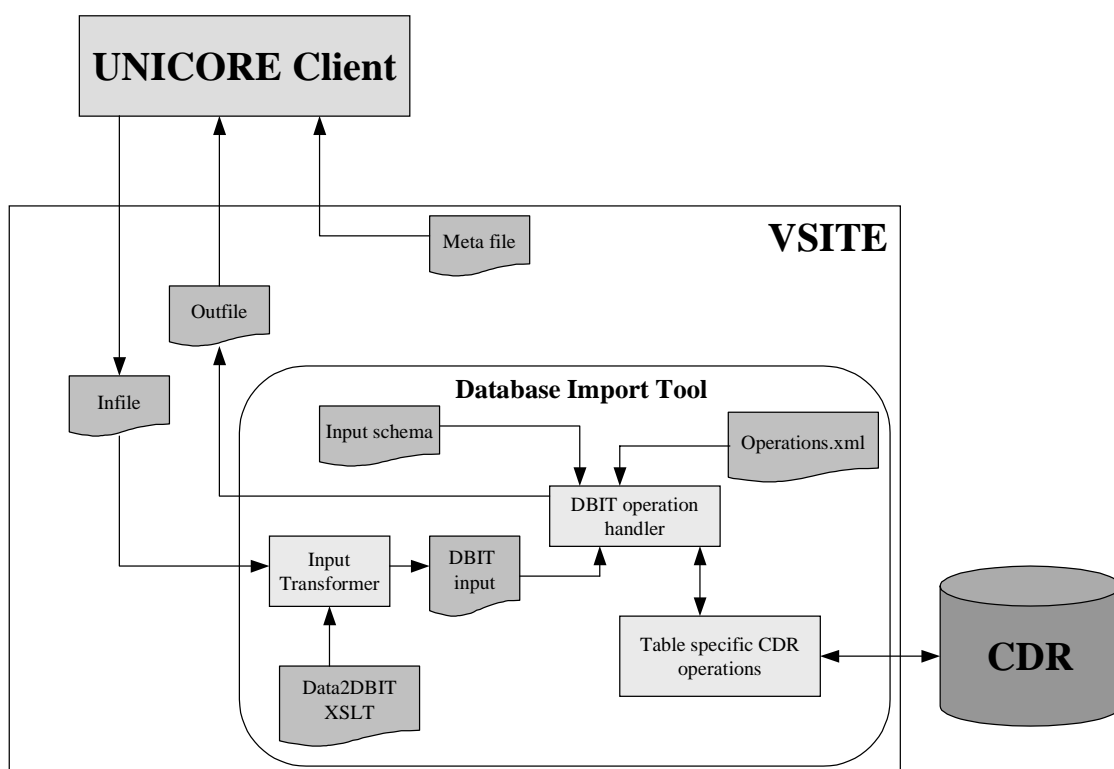 UNICORE Client
VSITE
Meta file
Outfile
Infile
Database Import Tool
Input schema
Operations.xml
DBIT operation
handler
Input
Transformer
DBIT
input
Table specific CDR
operations
CDR
Data2DBIT
XSLT